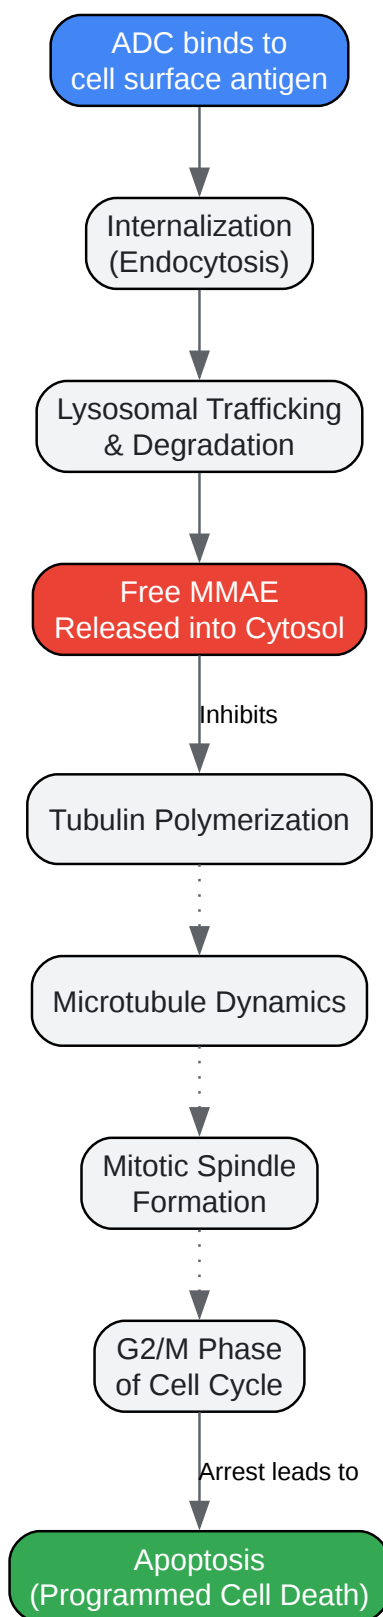 ADC binds to
cell surface antigen
Internalization
(Endocytosis)
Lysosomal Trafficking
& Degradation
Free MMAE
Released into Cytosol
Inhibits
Tubulin Polymerization
Microtubule Dynamics
Mitotic Spindle
Formation
G2/M Phase
of Cell Cycle
Arrest leads to
Apoptosis
(Programmed Cell Death)